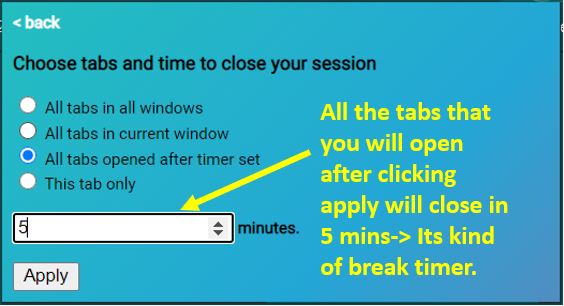 < back
Choose tabs and time to close your session
All tabs in all windows
All tabs in current window
All tabs opened after timer set
This tab only
5 minutes.
Apply
All the tabs that
you will open
after clicking
apply will close in
5 mins-> Its kind
of break timer.